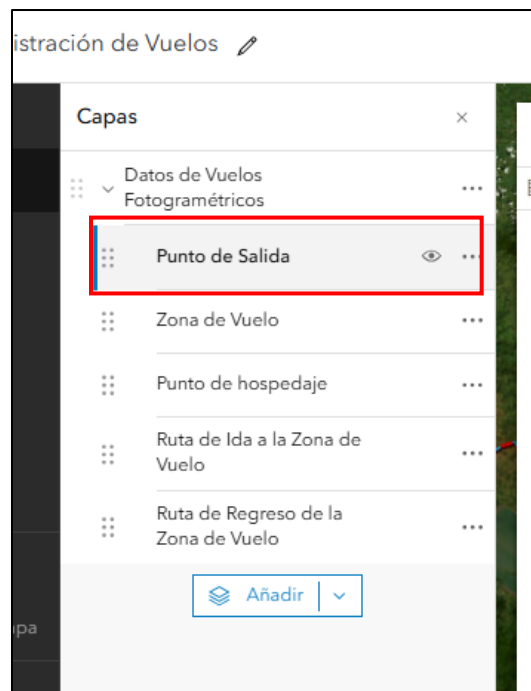 istración de Vuelos
Capas
Datos de Vuelos
Fotogramétricos
Punto de Salida
Zona de Vuelo
Punto de hospedaje
Ruta de Ida a la Zona de
Vuelo
Ruta de Regreso de la
Zona de Vuelo
Añadir
apa